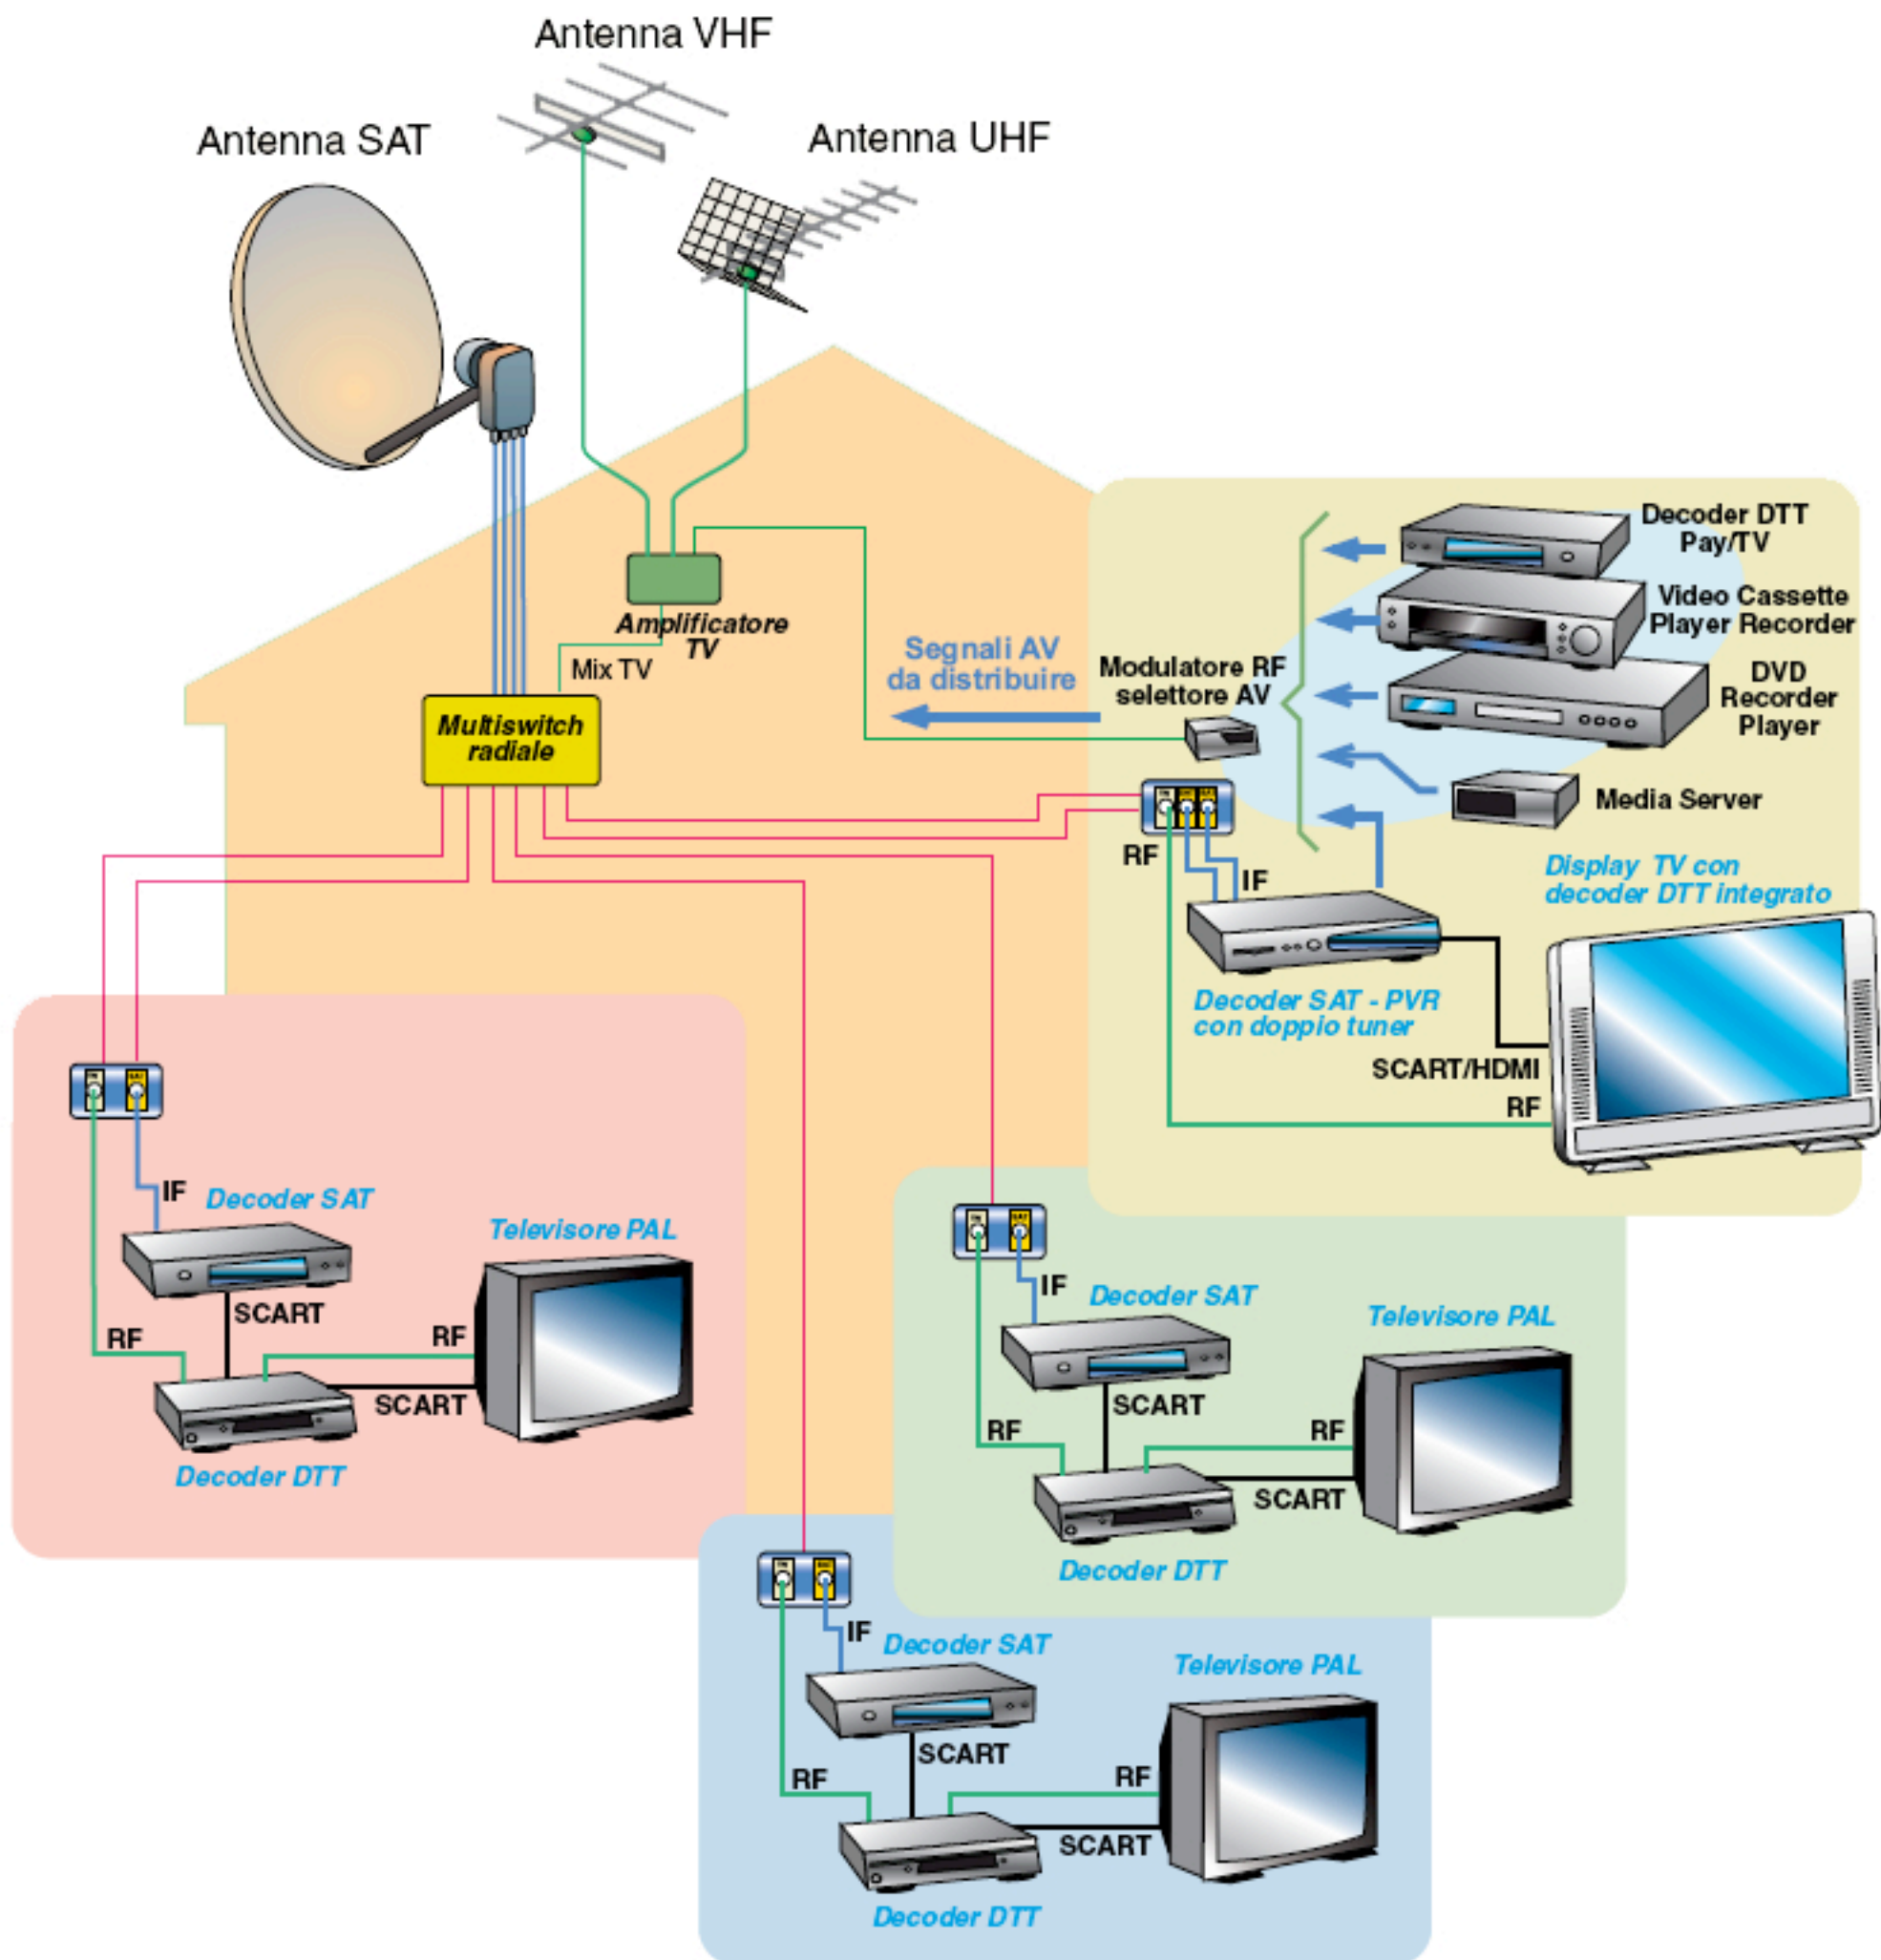 Antenna VHF
Antenna SAT
Antenna UHF
Decoder DTT
Pay/TV
Video Cassette
Player Recorder
DVD
Recorder
Player
Media Server
Amplificatore
TV
Mix TV
Segnali AV
da distribuire
Modulatore RF
selettore AV
Multiswitch
radiale
RF
IF
Display TV con
decoder DTT integrato
Decoder SAT - PVR
con doppio tuner
SCART/HDMI
RF
IF
Decoder SAT
Televisore PAL
SCART
RF
RF
SCART
Decoder DTT
IF
Decoder SAT
Televisore PAL
SCART
RF
RF
SCART
Decoder DTT
IF
Decoder SAT
Televisore PAL
SCART
RF
RF
SCART
Decoder DTT